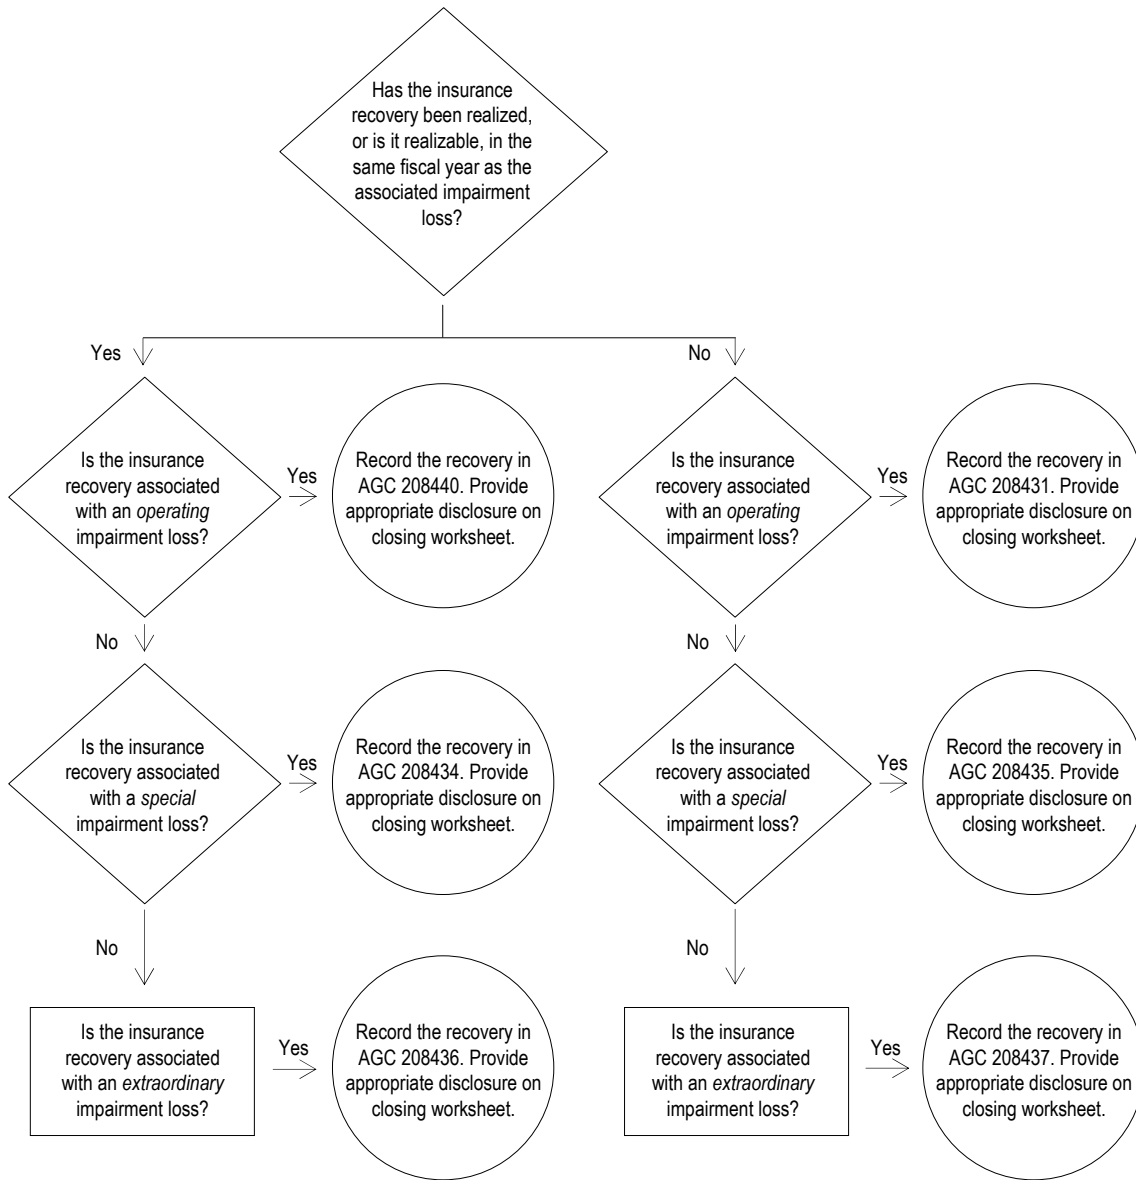 Has the insurance
recovery been realized,
or is it realizable, in the
same fiscal year as the
associated impairment
loss?
Yes
No
Is the insurance
recovery associated
with an operating
impairment loss?
Yes
Record the recovery in
AGC 208440. Provide
appropriate disclosure on
closing worksheet.
Is the insurance
recovery associated
with an operating
impairment loss?
Yes
Record the recovery in
AGC 208431. Provide
appropriate disclosure on
closing worksheet.
No
No
Is the insurance
recovery associated
with a special
impairment loss?
Yes
Record the recovery in
AGC 208434. Provide
appropriate disclosure on
closing worksheet.
Is the insurance
recovery associated
with a special
impairment loss?
Yes
Record the recovery in
AGC 208435. Provide
appropriate disclosure on
closing worksheet.
No
No
Is the insurance
recovery associated
with an extraordinary
impairment loss?
Yes
Record the recovery in
AGC 208436. Provide
appropriate disclosure on
closing worksheet.
Is the insurance
recovery associated
with an extraordinary
impairment loss?
Yes
Record the recovery in
AGC 208437. Provide
appropriate disclosure on
closing worksheet.